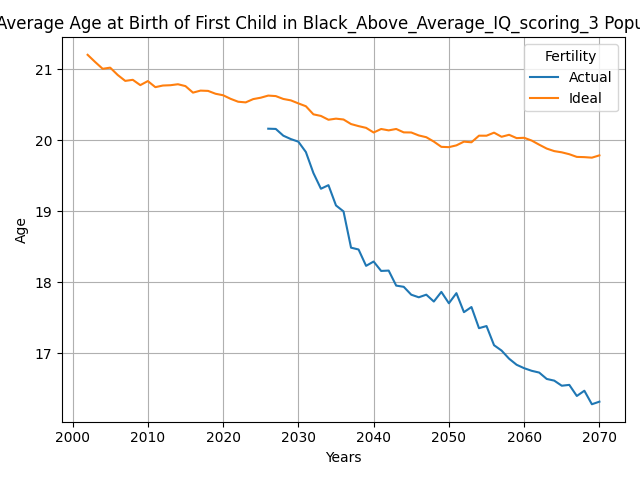 Average Age at Birth of First Child in Black_Above_Average_IQ_scoring_3
Fertility
Actual
Ideal
Age
21
20
19
18
17
2000 2010 2020 2030 2040 2050 2060 2070
Years